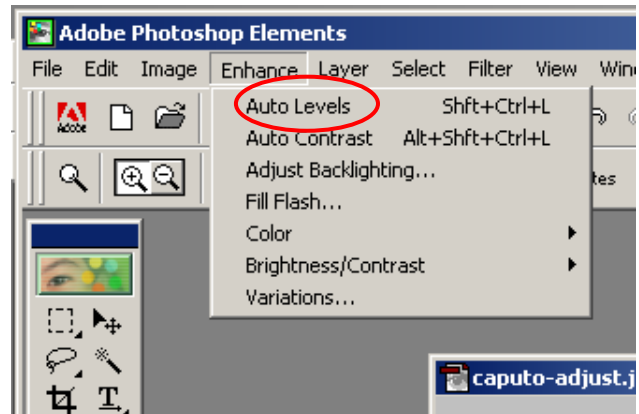 Adobe Photoshop Elements
File Edit Image Enhance Layer Select Filter View
Auto Levels Shft+Ctrl+L
Auto Contrast Alt+Shft+Ctrl+L
Adjust Backlighting...
Fill Flash...
Color
Brightness/Contrast
Variations...
Adobe
T
caputo-adjust.j